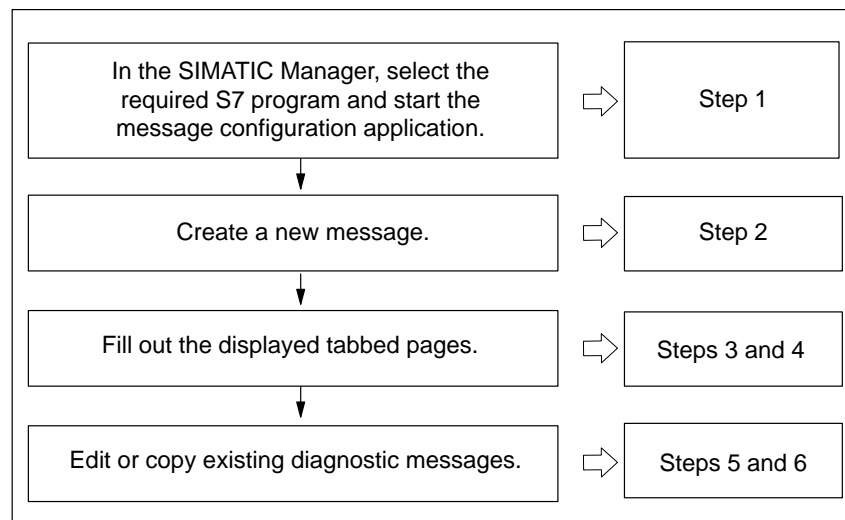 In the SIMATIC Manager, select the
required S7 program and start the
message configuration application.
Step 1
Create a new message.
Step 2
Fill out the displayed tabbed pages.
Steps 3 and 4
Edit or copy existing diagnostic messages.
Steps 5 and 6